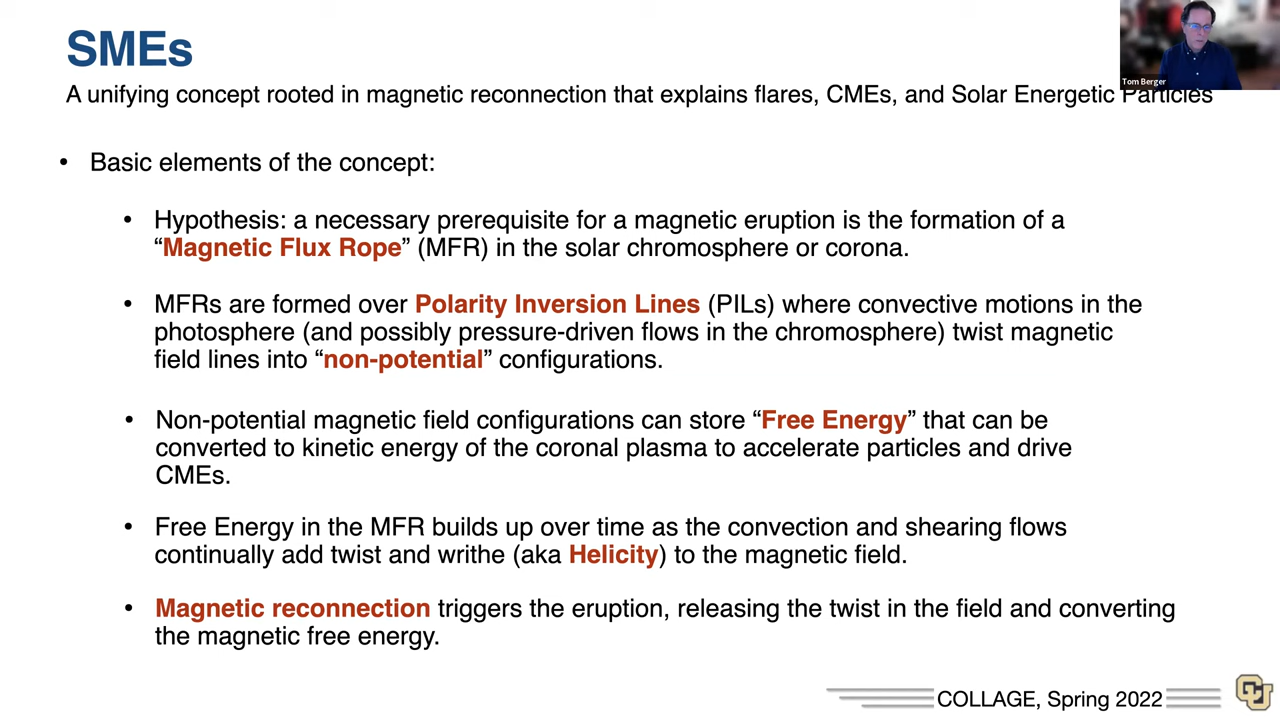 SMEs
A unifying concept rooted in magnetic reconnection that explains flares, CMEs, and Solar Energetic Particles
Tom Berger
• Basic elements of the concept:
• Hypothesis: a necessary prerequisite for a magnetic eruption is the formation of a
“Magnetic Flux Rope” (MFR) in the solar chromosphere or corona.
• MFRs are formed over Polarity Inversion Lines (PILs) where convective motions in the
photosphere (and possibly pressure-driven flows in the chromosphere) twist magnetic
field lines into “non-potential” configurations.
• Non-potential magnetic field configurations can store “Free Energy” that can be
converted to kinetic energy of the coronal plasma to accelerate particles and drive
CMEs.
• Free Energy in the MFR builds up over time as the convection and shearing flows
continually add twist and writhe (aka Helicity) to the magnetic field.
• Magnetic reconnection triggers the eruption, releasing the twist in the field and converting
the magnetic free energy.
COLLAGE, Spring 2022
CU